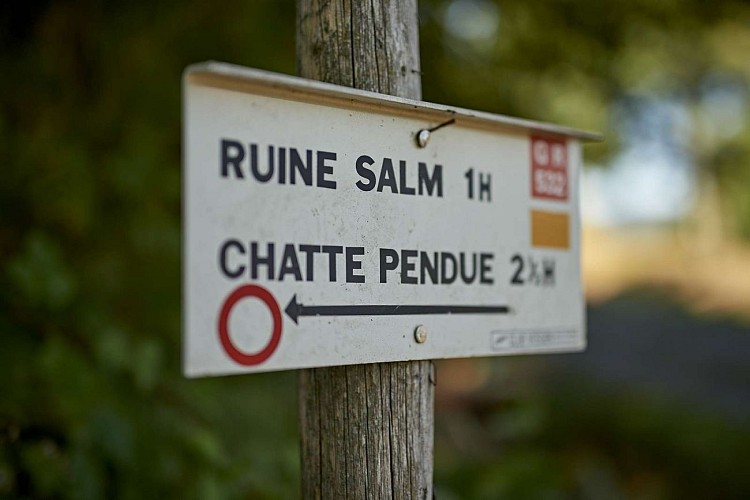 RUINE SALM 1H
GR
532
CHATTE PENDUE 2½H